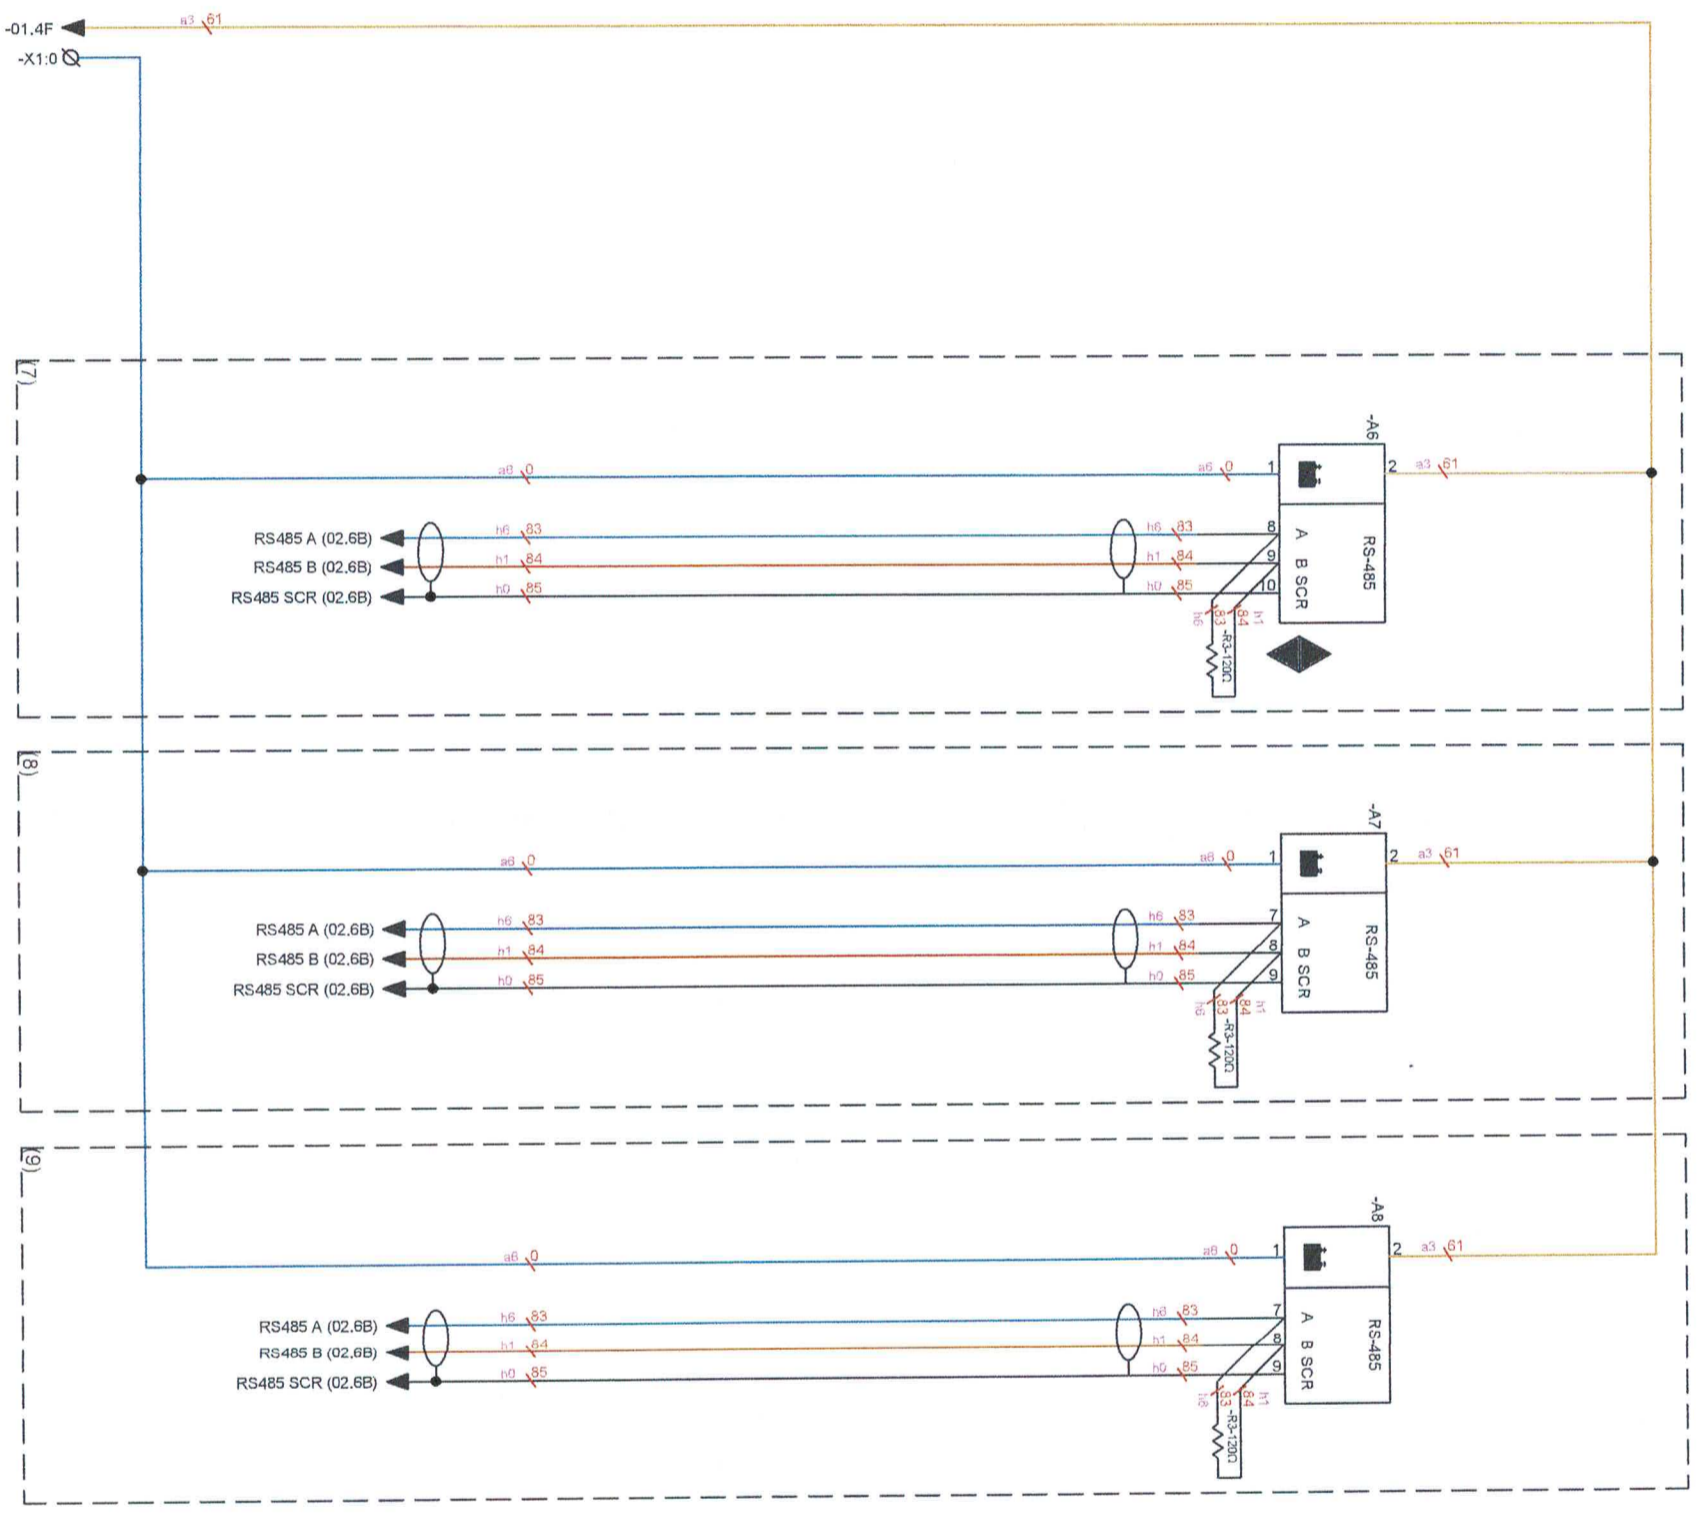 -01.4F a3 61
-X1:0
(7)
-A6
a6 0 a6 0 1 2 a3 61
RS485 A (02.6B) h6 83 h6 83 8 A
RS485 B (02.6B) h1 84 h1 84 9 B
RS485 SCR (02.6B) h0 85 h0 85 10 SCR
RS-485
h6 83 84 h1
-R3-120Ω
(8)
-A7
a6 0 a6 0 1 2 a3 61
RS485 A (02.6B) h6 83 h6 83 7 A
RS485 B (02.6B) h1 84 h1 84 8 B
RS485 SCR (02.6B) h0 85 h0 85 9 SCR
RS-485
h6 83 84 h1
-R3-120Ω
(9)
-A8
a6 0 a6 0 1 2 a3 61
RS485 A (02.6B) h6 83 h6 83 7 A
RS485 B (02.6B) h1 84 h1 84 8 B
RS485 SCR (02.6B) h0 85 h0 85 9 SCR
RS-485
h6 83 84 h1
-R3-120Ω